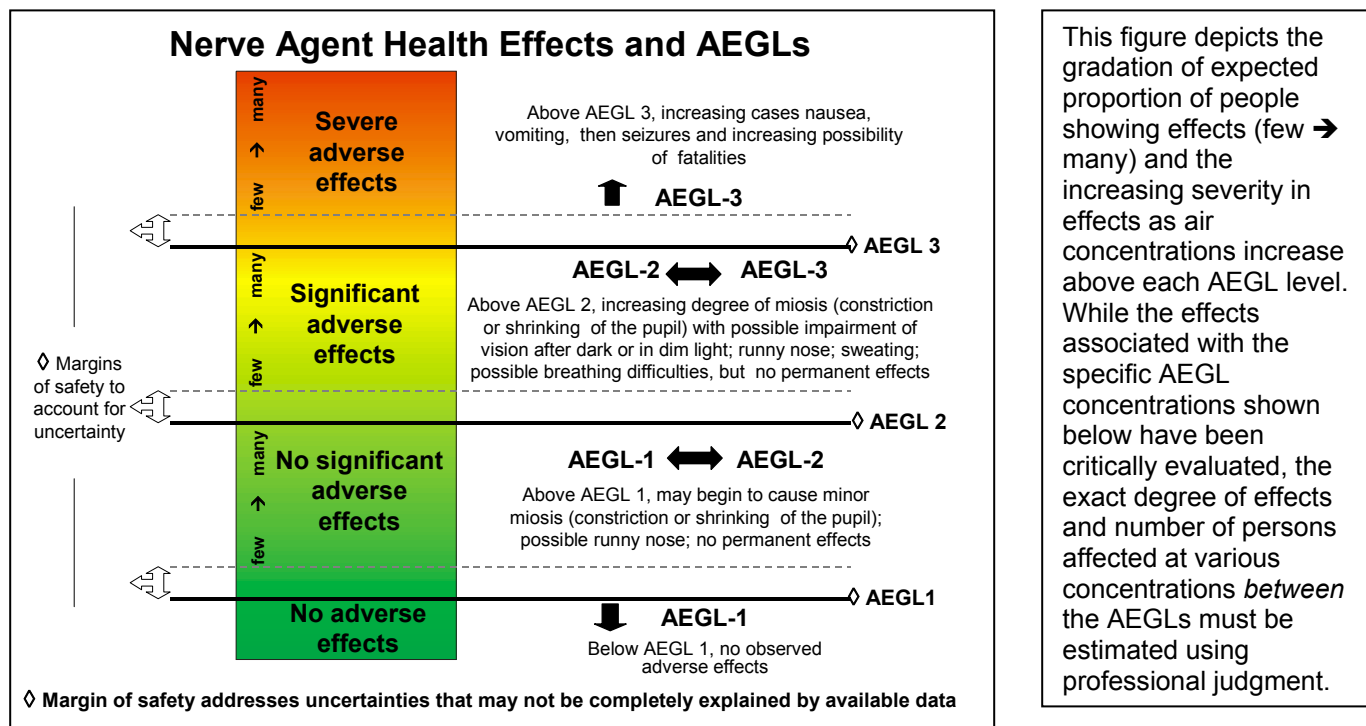 Nerve Agent Health Effects and AEGLs
many
↑
few
Severe
adverse
effects
Above AEGL 3, increasing cases nausea,
vomiting, then seizures and increasing possibility
of fatalities
AEGL-3
◊ AEGL 3
many
↑
few
Significant
adverse
effects
AEGL-2 ↔ AEGL-3
Above AEGL 2, increasing degree of miosis (constriction
or shrinking of the pupil) with possible impairment of
vision after dark or in dim light; runny nose; sweating;
possible breathing difficulties, but no permanent effects
◊ Margins
of safety to
account for
uncertainty
◊ AEGL 2
many
↑
few
No significant
adverse
effects
AEGL-1 ↔ AEGL-2
Above AEGL 1, may begin to cause minor
miosis (constriction or shrinking of the pupil);
possible runny nose; no permanent effects
◊ AEGL1
No adverse
effects
AEGL-1
Below AEGL 1, no observed
adverse effects
◊ Margin of safety addresses uncertainties that may not be completely explained by available data
This figure depicts the
gradation of expected
proportion of people
showing effects (few ➔
many) and the
increasing severity in
effects as air
concentrations increase
above each AEGL level.
While the effects
associated with the
specific AEGL
concentrations shown
below have been
critically evaluated, the
exact degree of effects
and number of persons
affected at various
concentrations between
the AEGLs must be
estimated using
professional judgment.